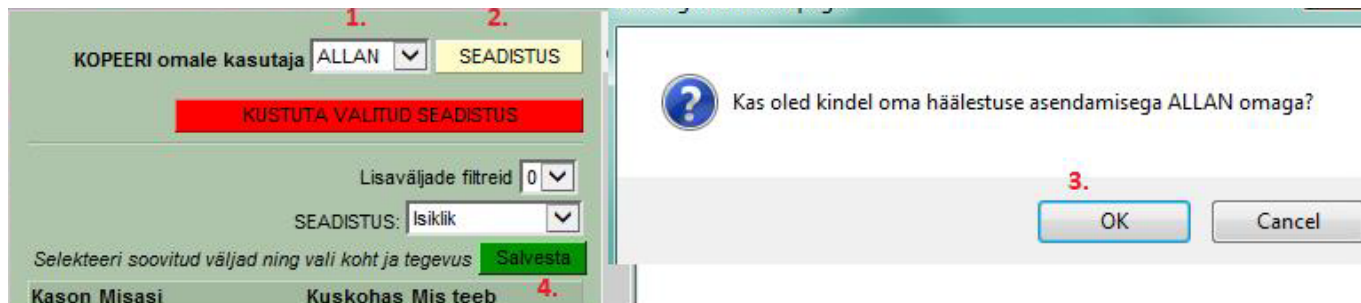 1. 2.
KOPEERI omale kasutaja ALLAN SEADISTUS
KUSTUTA VALITUD SEADISTUS
Lisaväljade filtreid 0
SEADISTUS: Isiklik
Selekteeri soovitud väljad ning vali koht ja tegevus Salvesta
4.
Kason Misasi Kuskohas Mis teeb
Kas oled kindel oma häälestuse asendamisega ALLAN omaga?
3.
OK Cancel